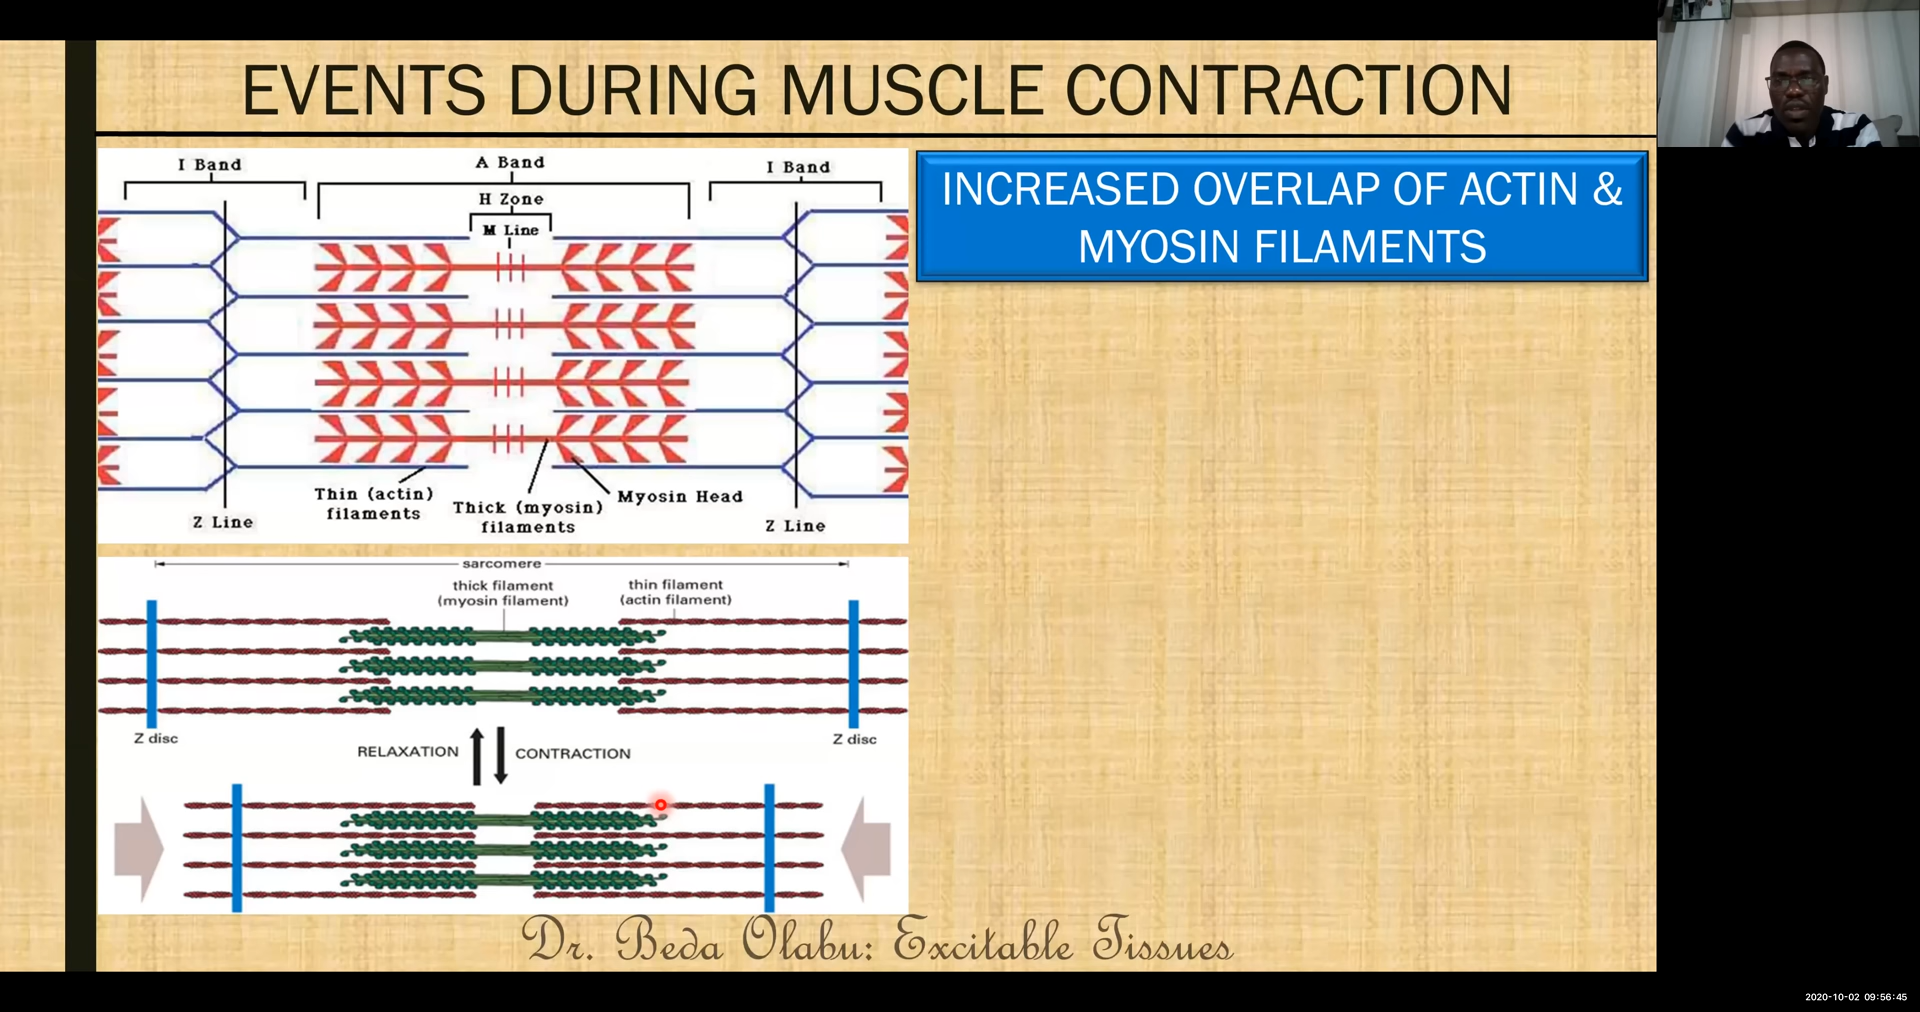 EVENTS DURING MUSCLE CONTRACTION
I Band
A Band
I Band
H Zone
M Line
Thin (actin)
filaments
Thick (myosin)
filaments
Myosin Head
Z Line
Z Line
INCREASED OVERLAP OF ACTIN &
MYOSIN FILAMENTS
sarcomere
thick filament
(myosin filament)
thin filament
(actin filament)
Z disc
Z disc
RELAXATION
CONTRACTION
Dr. Beda Olabu: Excitable Tissues
2020-10-02 09:56:45